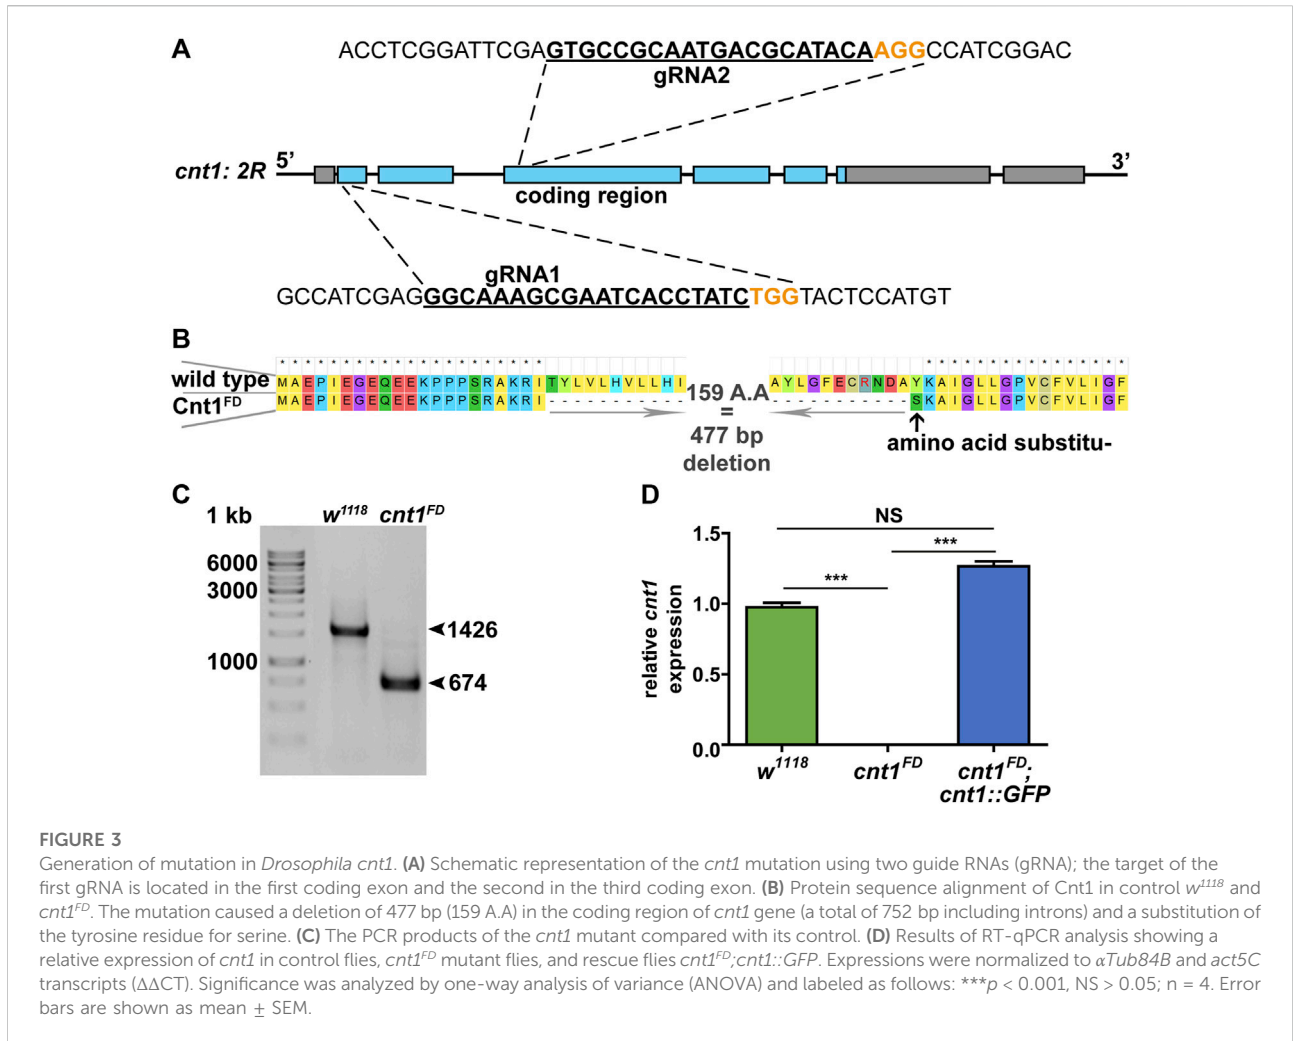 A
ACCTCGGATTCGAGTGCCGCAATGACGCATACAAGGCCATCGGAC
gRNA2
cnt1: 2R
5’
3’
coding region
gRNA1
GCCATCGAGGGCAAAGCGAATCACCTATCTGGTACTCCATGT
B
* * * * * * * * * * * * * * * * * * * * * * * * * * * * * * * * * * *
wild type MAEPIEGEQEEKPPPSRAKRITYLVLHVLLHI AYLGFECRNDAYKAIGLLGPVCFVLIGF
159 A.A
Cnt1FD MAEPIEGEQEEKPPPSRAKRI - - - - - - - - - - - - - - - - - - - - - SKAIGLLGPVCFVLIGF
=
477 bp
deletion
amino acid substitu-
C
1 kb w1118 cnt1FD
6000
3000
1426
1000
674
D
NS
***
***
1.5
1.0
0.5
0.0
relative cnt1
expression
w1118 cnt1FD cnt1FD;
cnt1::GFP
FIGURE 3
Generation of mutation in Drosophila cnt1. (A) Schematic representation of the cnt1 mutation using two guide RNAs (gRNA); the target of the
first gRNA is located in the first coding exon and the second in the third coding exon. (B) Protein sequence alignment of Cnt1 in control w1118 and
cnt1FD. The mutation caused a deletion of 477 bp (159 A.A) in the coding region of cnt1 gene (a total of 752 bp including introns) and a substitution of
the tyrosine residue for serine. (C) The PCR products of the cnt1 mutant compared with its control. (D) Results of RT-qPCR analysis showing a
relative expression of cnt1 in control flies, cnt1FD mutant flies, and rescue flies cnt1FD;cnt1::GFP. Expressions were normalized to αTub84B and act5C
transcripts (ΔΔCT). Significance was analyzed by one-way analysis of variance (ANOVA) and labeled as follows: ***p < 0.001, NS > 0.05; n = 4. Error
bars are shown as mean ± SEM.